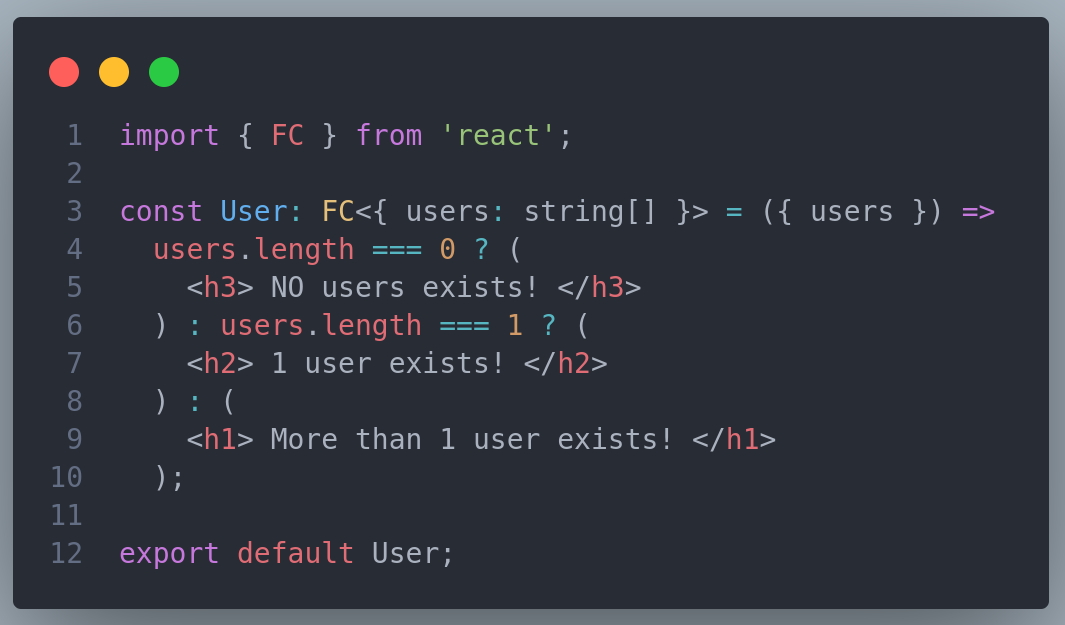 1 import { FC } from 'react';
2
3 const User: FC<{ users: string[] }> = ({ users }) =>
4   users.length === 0 ? (
5     <h3> NO users exists! </h3>
6   ) : users.length === 1 ? (
7     <h2> 1 user exists! </h2>
8   ) : (
9     <h1> More than 1 user exists! </h1>
10   );
11
12 export default User;